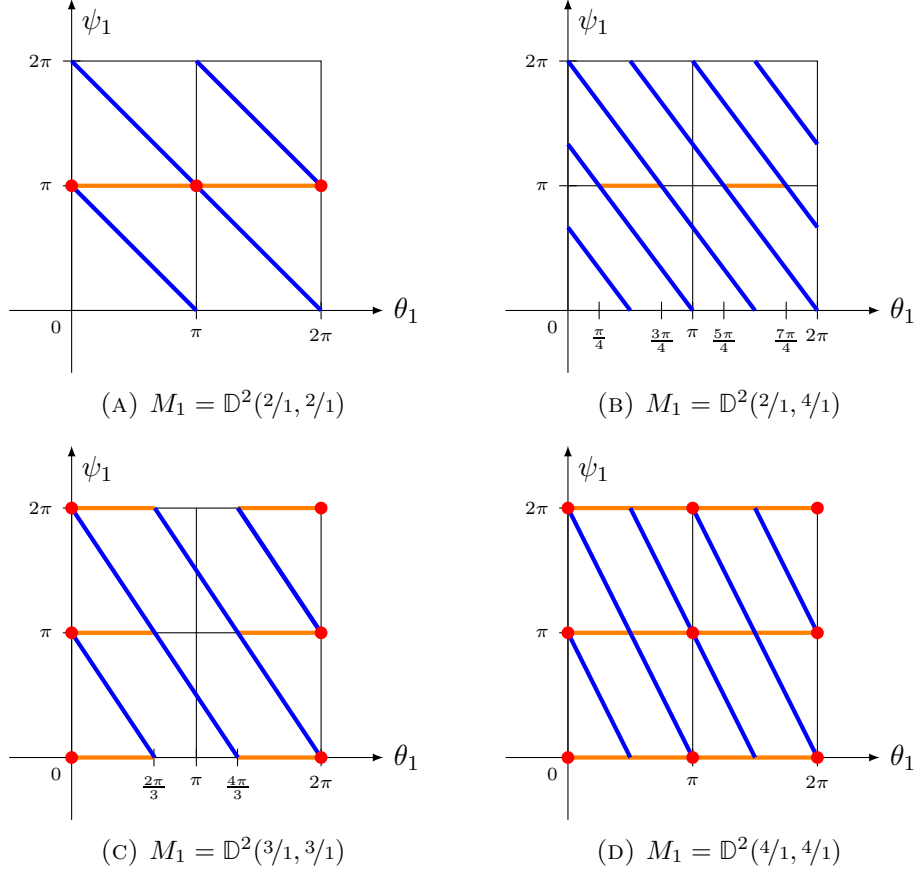 ψ₁
2π
π
0
π
2π
θ₁
(A) M₁ = 𝔻²(2/1, 2/1)
ψ₁
2π
π
0
π/4
3π/4
π
5π/4
7π/4
2π
θ₁
(B) M₁ = 𝔻²(2/1, 4/1)
ψ₁
2π
π
0
2π/3
π
4π/3
2π
θ₁
(C) M₁ = 𝔻²(3/1, 3/1)
ψ₁
2π
π
0
π
2π
θ₁
(D) M₁ = 𝔻²(4/1, 4/1)